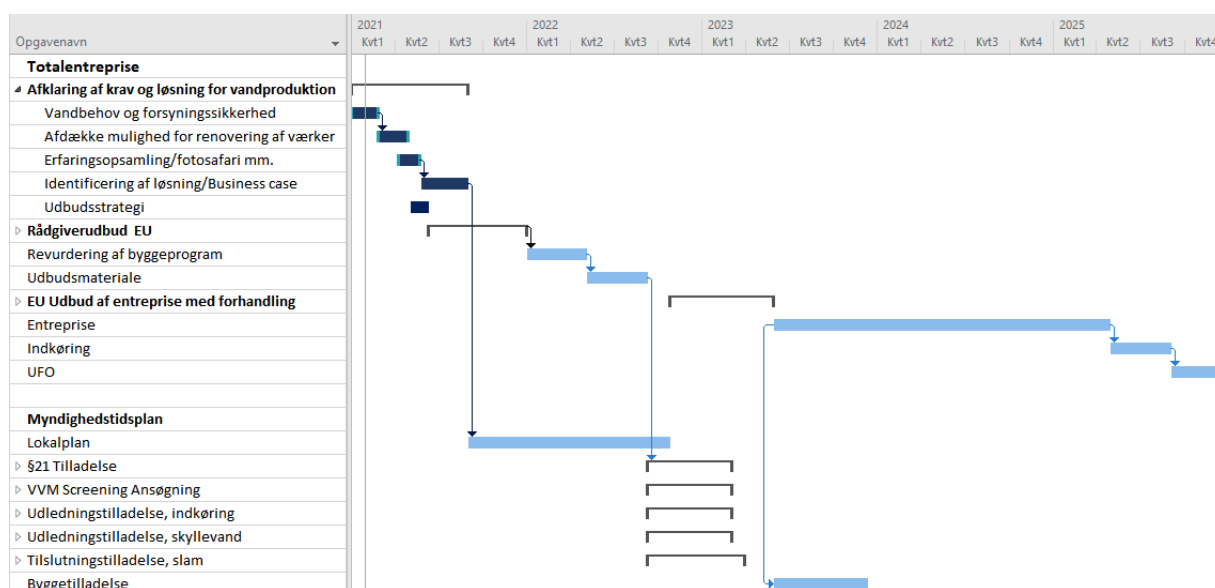 2021 2022 2023 2024 2025
Opgavenavn Kvt1 Kvt2 Kvt3 Kvt4 Kvt1 Kvt2 Kvt3 Kvt4 Kvt1 Kvt2 Kvt3 Kvt4 Kvt1 Kvt2 Kvt3 Kvt4 Kvt1 Kvt2 Kvt3 Kvt4
Totalentreprise
Afklaring af krav og løsning for vandproduktion
Vandbehov og forsyningssikkerhed
Afdække mulighed for renovering af værker
Erfaringsopsamling/fotosafari mm.
Identificering af løsning/Business case
Udbudsstrategi
Rådgiverudbud EU
Revurdering af byggeprogram
Udbudsmateriale
EU Udbud af entreprise med forhandling
Entreprise
Indkøring
UFO
Myndighedstidsplan
Lokalplan
§21 Tilladelse
VVM Screening Ansøgning
Udledningstilladelse, indkøring
Udledningstilladelse, skyllevand
Tilslutningstilladelse, slam
Byggetilladelse